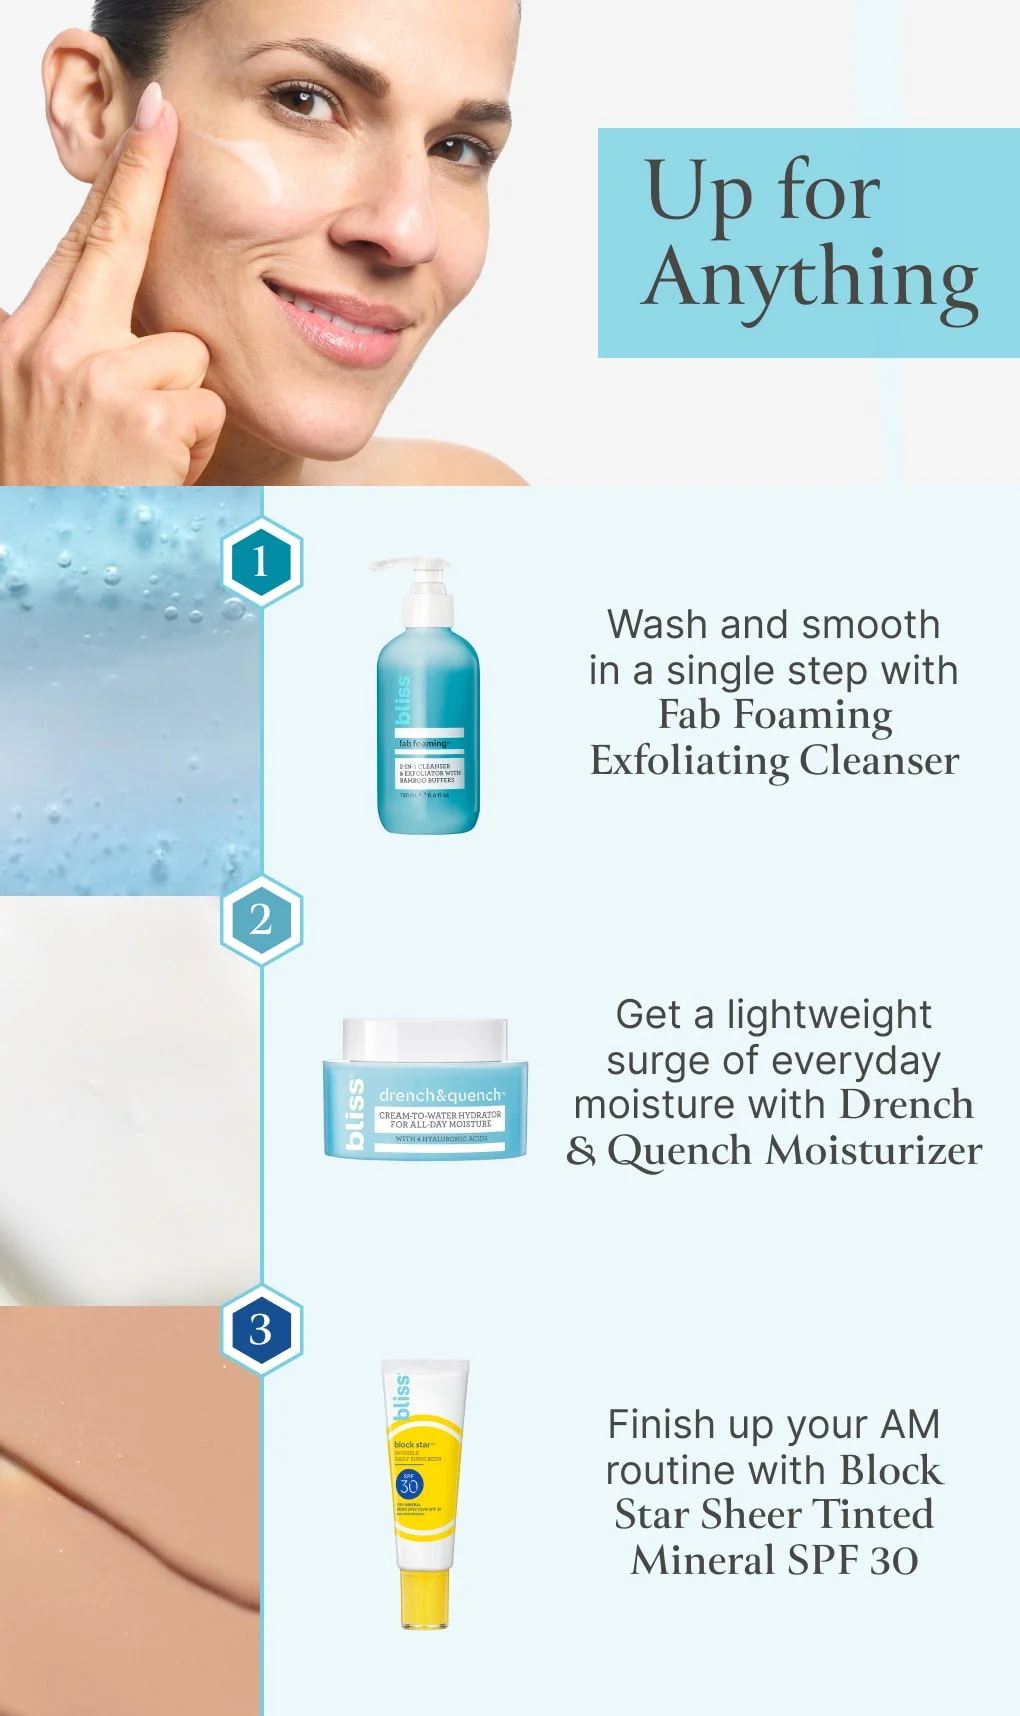 Up for
Anything
1
Wash and smooth
in a single step with
Fab Foaming
Exfoliating Cleanser
bliss
fab foaming™
2-IN-1 CLEANSER
& EXFOLIATOR WITH
BAMBOO BUFFERS
2
Get a lightweight
surge of everyday
moisture with Drench
& Quench Moisturizer
bliss
drench&quench™
CREAM-TO-WATER HYDRATOR
FOR ALL-DAY MOISTURE
WITH 4 HYALURONIC ACIDS
3
Finish up your AM
routine with Block
Star Sheer Tinted
Mineral SPF 30
bliss
block star™
INVISIBLE
DAILY SUNSCREEN
SPF
30